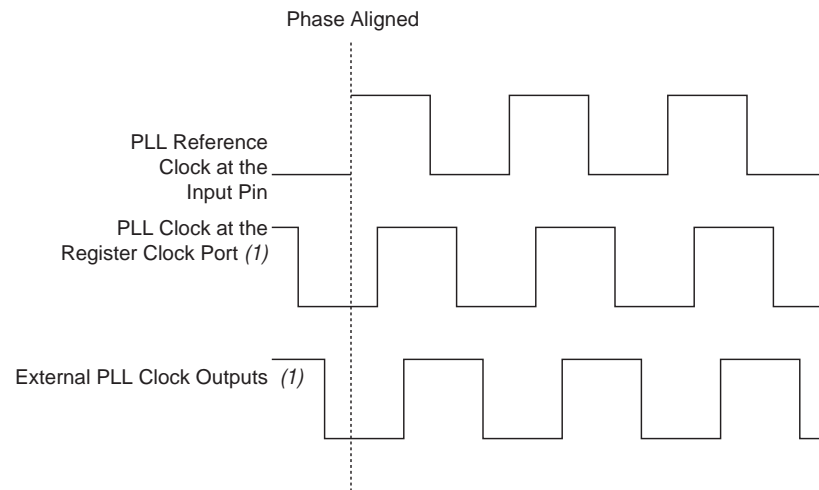 Phase Aligned
PLL Reference
Clock at the
Input Pin
PLL Clock at the
Register Clock Port (1)
External PLL Clock Outputs (1)